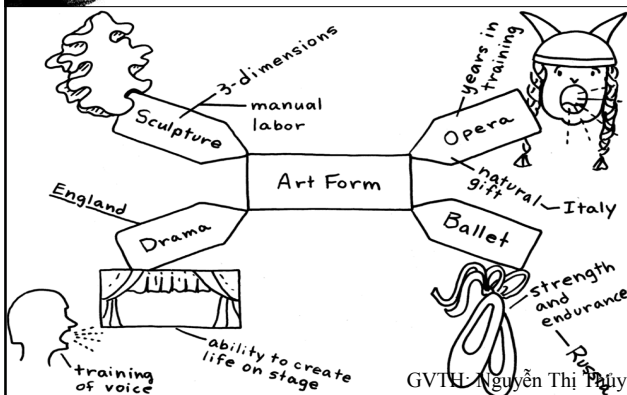 3-dimensions
manual
labor
Sculpture
years in
training
Opera
natural
gift
Italy
Art Form
England
Drama
Ballet
strength
and
endurance
Russia
ability to create
life on stage
training
of voice
GVTH: Nguyễn Thị Thủy